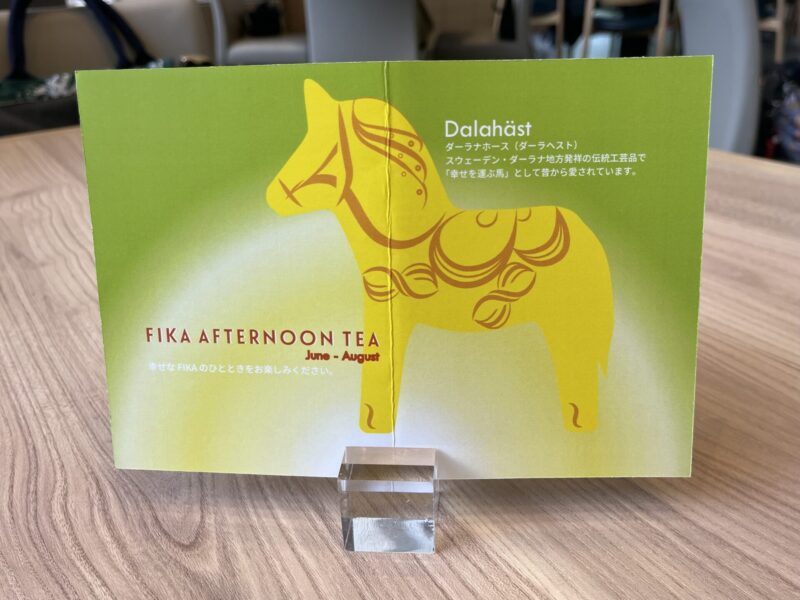 Dalahäst
ダーラナホース（ダーラヘスト）
スウェーデン・ダーラナ地方発祥の伝統工芸品で
「幸せを運ぶ馬」として昔から愛されています。
FIKA AFTERNOON TEA
June - August
幸せなFIKAのひとときをお楽しみください。